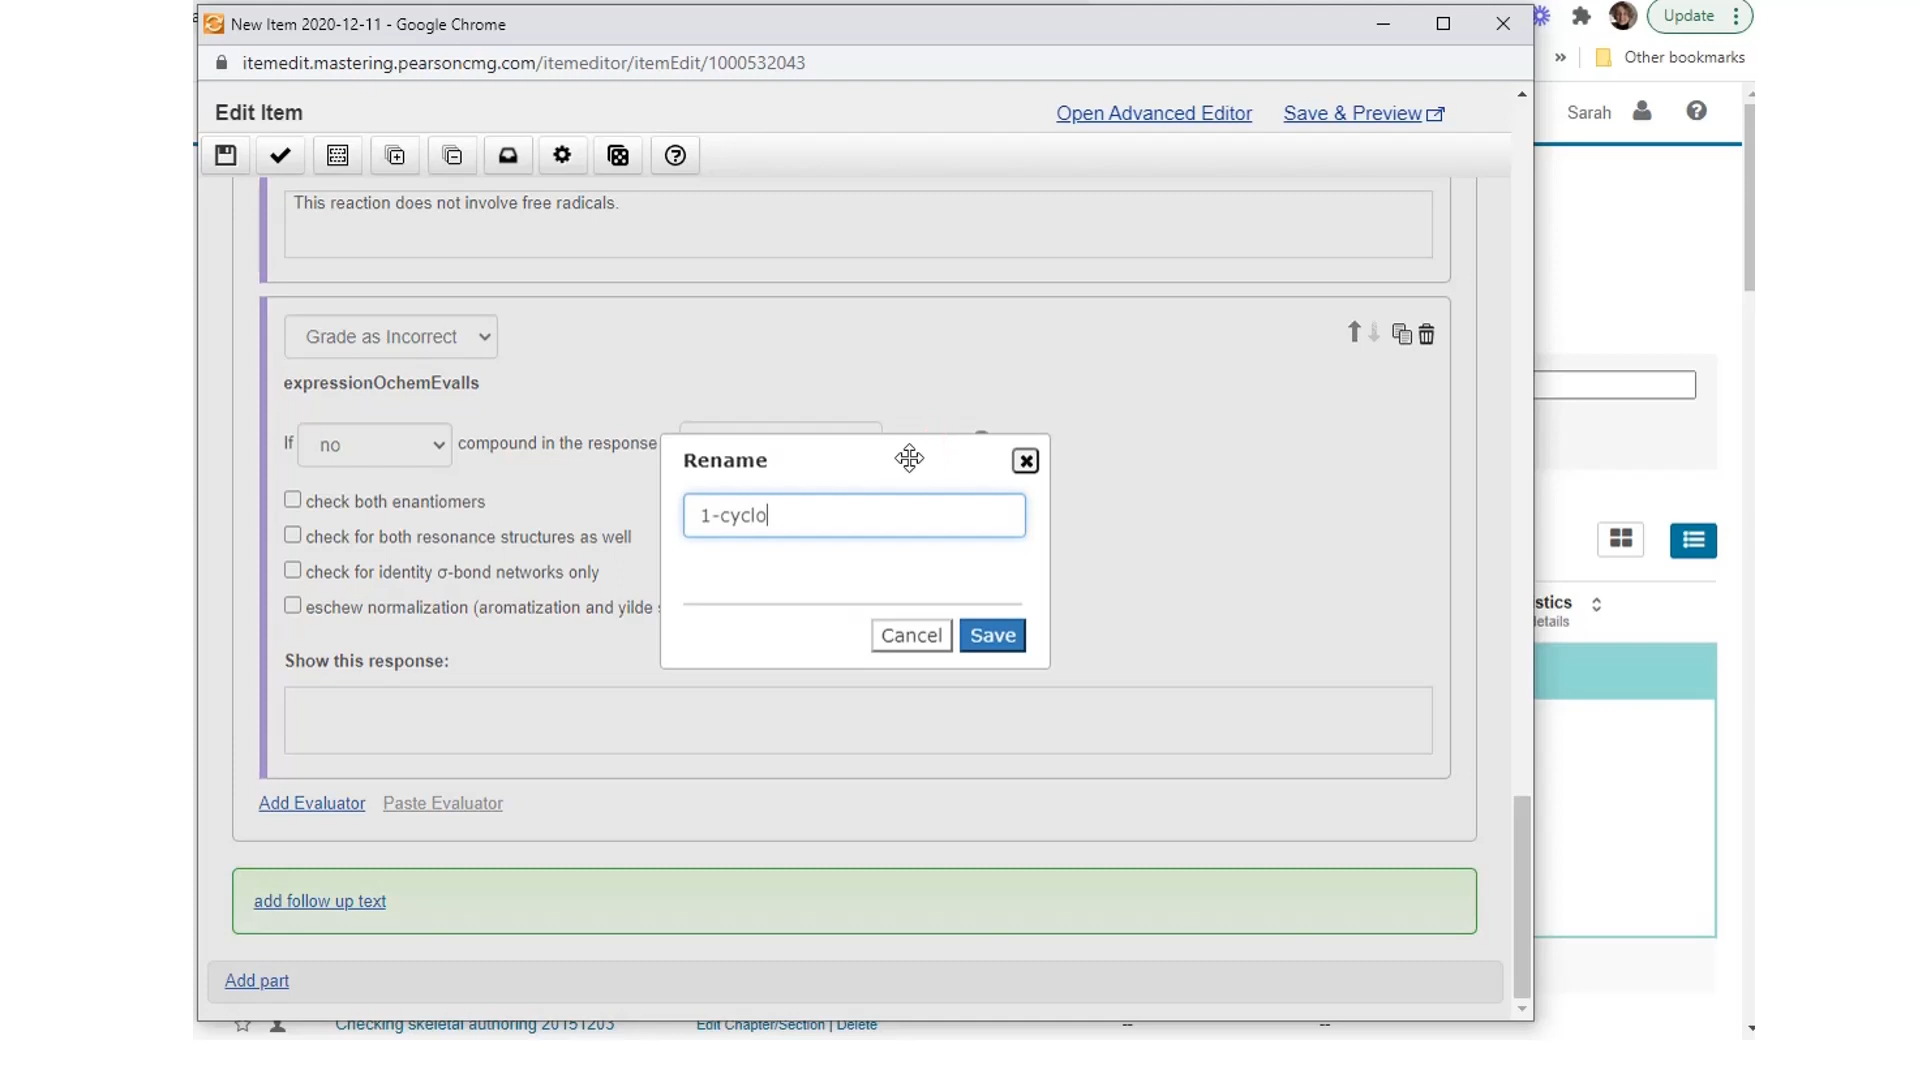 New Item 2020-12-11 - Google Chrome
Update
itemedit.mastering.pearsoncmg.com/itemeditor/itemEdit/1000532043
» Other bookmarks
Edit Item
Open Advanced Editor
Save & Preview
Sarah
This reaction does not involve free radicals.
Grade as Incorrect
expressionOchemEvalIs
If no compound in the response
Rename
1-cyclo
check both enantiomers
check for both resonance structures as well
check for identity σ-bond networks only
eschew normalization (aromatization and yilde
Cancel
Save
stics
details
Show this response:
Add Evaluator
Paste Evaluator
add follow up text
Add part
Checking skeletal authoring 20151203
Edit Chapter/Section | Delete
--
--